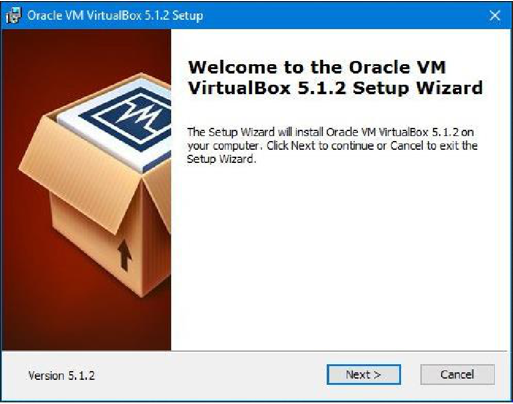 Oracle VM VirtualBox 5.1.2 Setup
Welcome to the Oracle VM
VirtualBox 5.1.2 Setup Wizard
The Setup Wizard will install Oracle VM VirtualBox 5.1.2 on
your computer. Click Next to continue or Cancel to exit the
Setup Wizard.
Version 5.1.2
Next >
Cancel